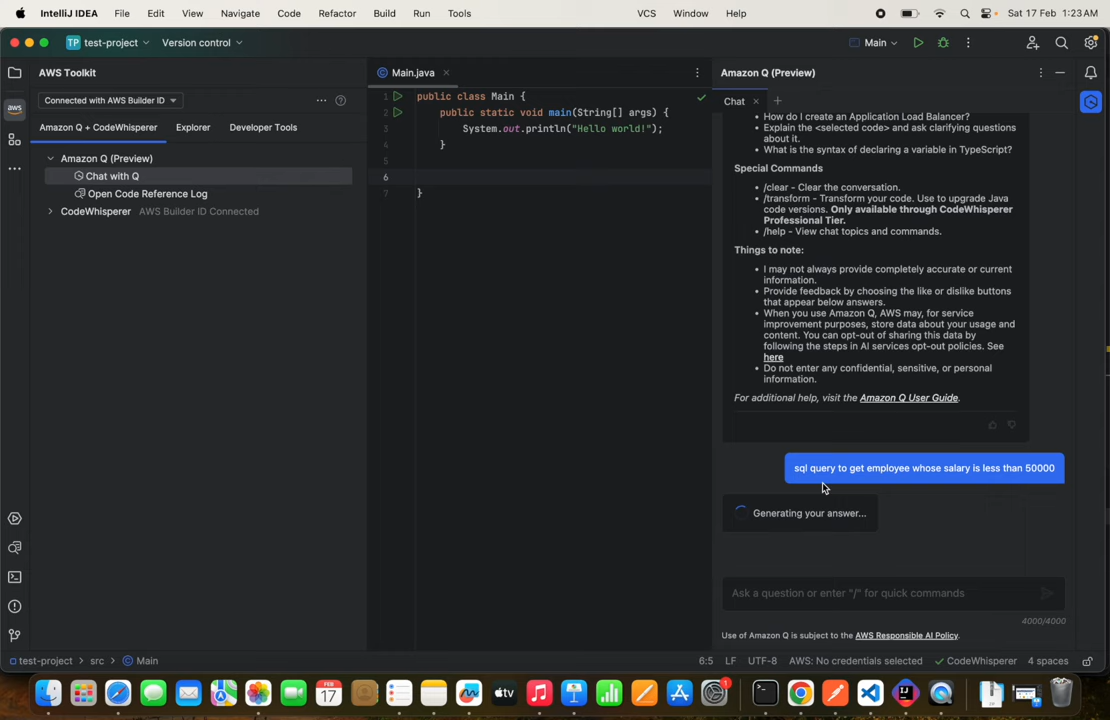 IntelliJ IDEA File Edit View Navigate Code Refactor Build Run Tools VCS Window Help Sat 17 Feb 1:23 AM
TP test-project Version control Main
AWS Toolkit
Connected with AWS Builder ID
Amazon Q + CodeWhisperer Explorer Developer Tools
Amazon Q (Preview)
Chat with Q
Open Code Reference Log
CodeWhisperer AWS Builder ID Connected
aws
Main.java
1 public class Main {
2 public static void main(String[] args) {
3 System.out.println("Hello world!");
4 }
5
6
7 }
Amazon Q (Preview)
Chat
• How do I create an Application Load Balancer?
• Explain the <selected code> and ask clarifying questions
about it.
• What is the syntax of declaring a variable in TypeScript?
Special Commands
• /clear - Clear the conversation.
• /transform - Transform your code. Use to upgrade Java
code versions. Only available through CodeWhisperer
Professional Tier.
• /help - View chat topics and commands.
Things to note:
• I may not always provide completely accurate or current
information.
• Provide feedback by choosing the like or dislike buttons
that appear below answers.
• When you use Amazon Q, AWS may, for service
improvement purposes, store data about your usage and
content. You can opt-out of sharing this data by
following the steps in AI services opt-out policies. See
here
• Do not enter any confidential, sensitive, or personal
information.
For additional help, visit the Amazon Q User Guide.
sql query to get employee whose salary is less than 50000
Generating your answer...
Ask a question or enter "/" for quick commands
4000/4000
Use of Amazon Q is subject to the AWS Responsible AI Policy.
test-project > src > Main 6:5 LF UTF-8 AWS: No credentials selected CodeWhisperer 4 spaces
FEB
17
tv
1